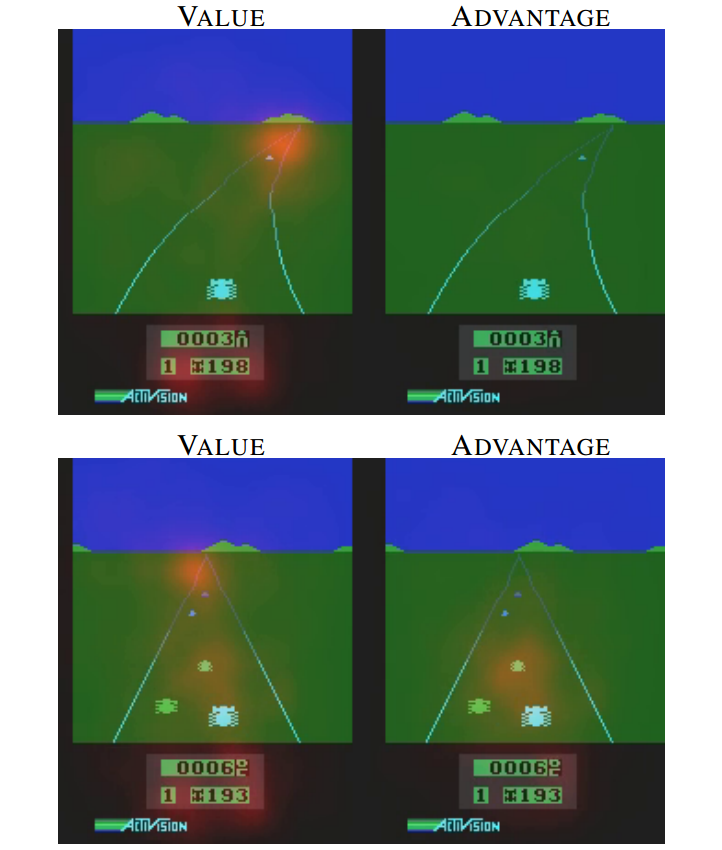 VALUE
ADVANTAGE
0003
1 198
ACTIVISION
0003
1 198
ACTIVISION
VALUE
ADVANTAGE
0006
1 193
ACTIVISION
0006
1 193
ACTIVISION